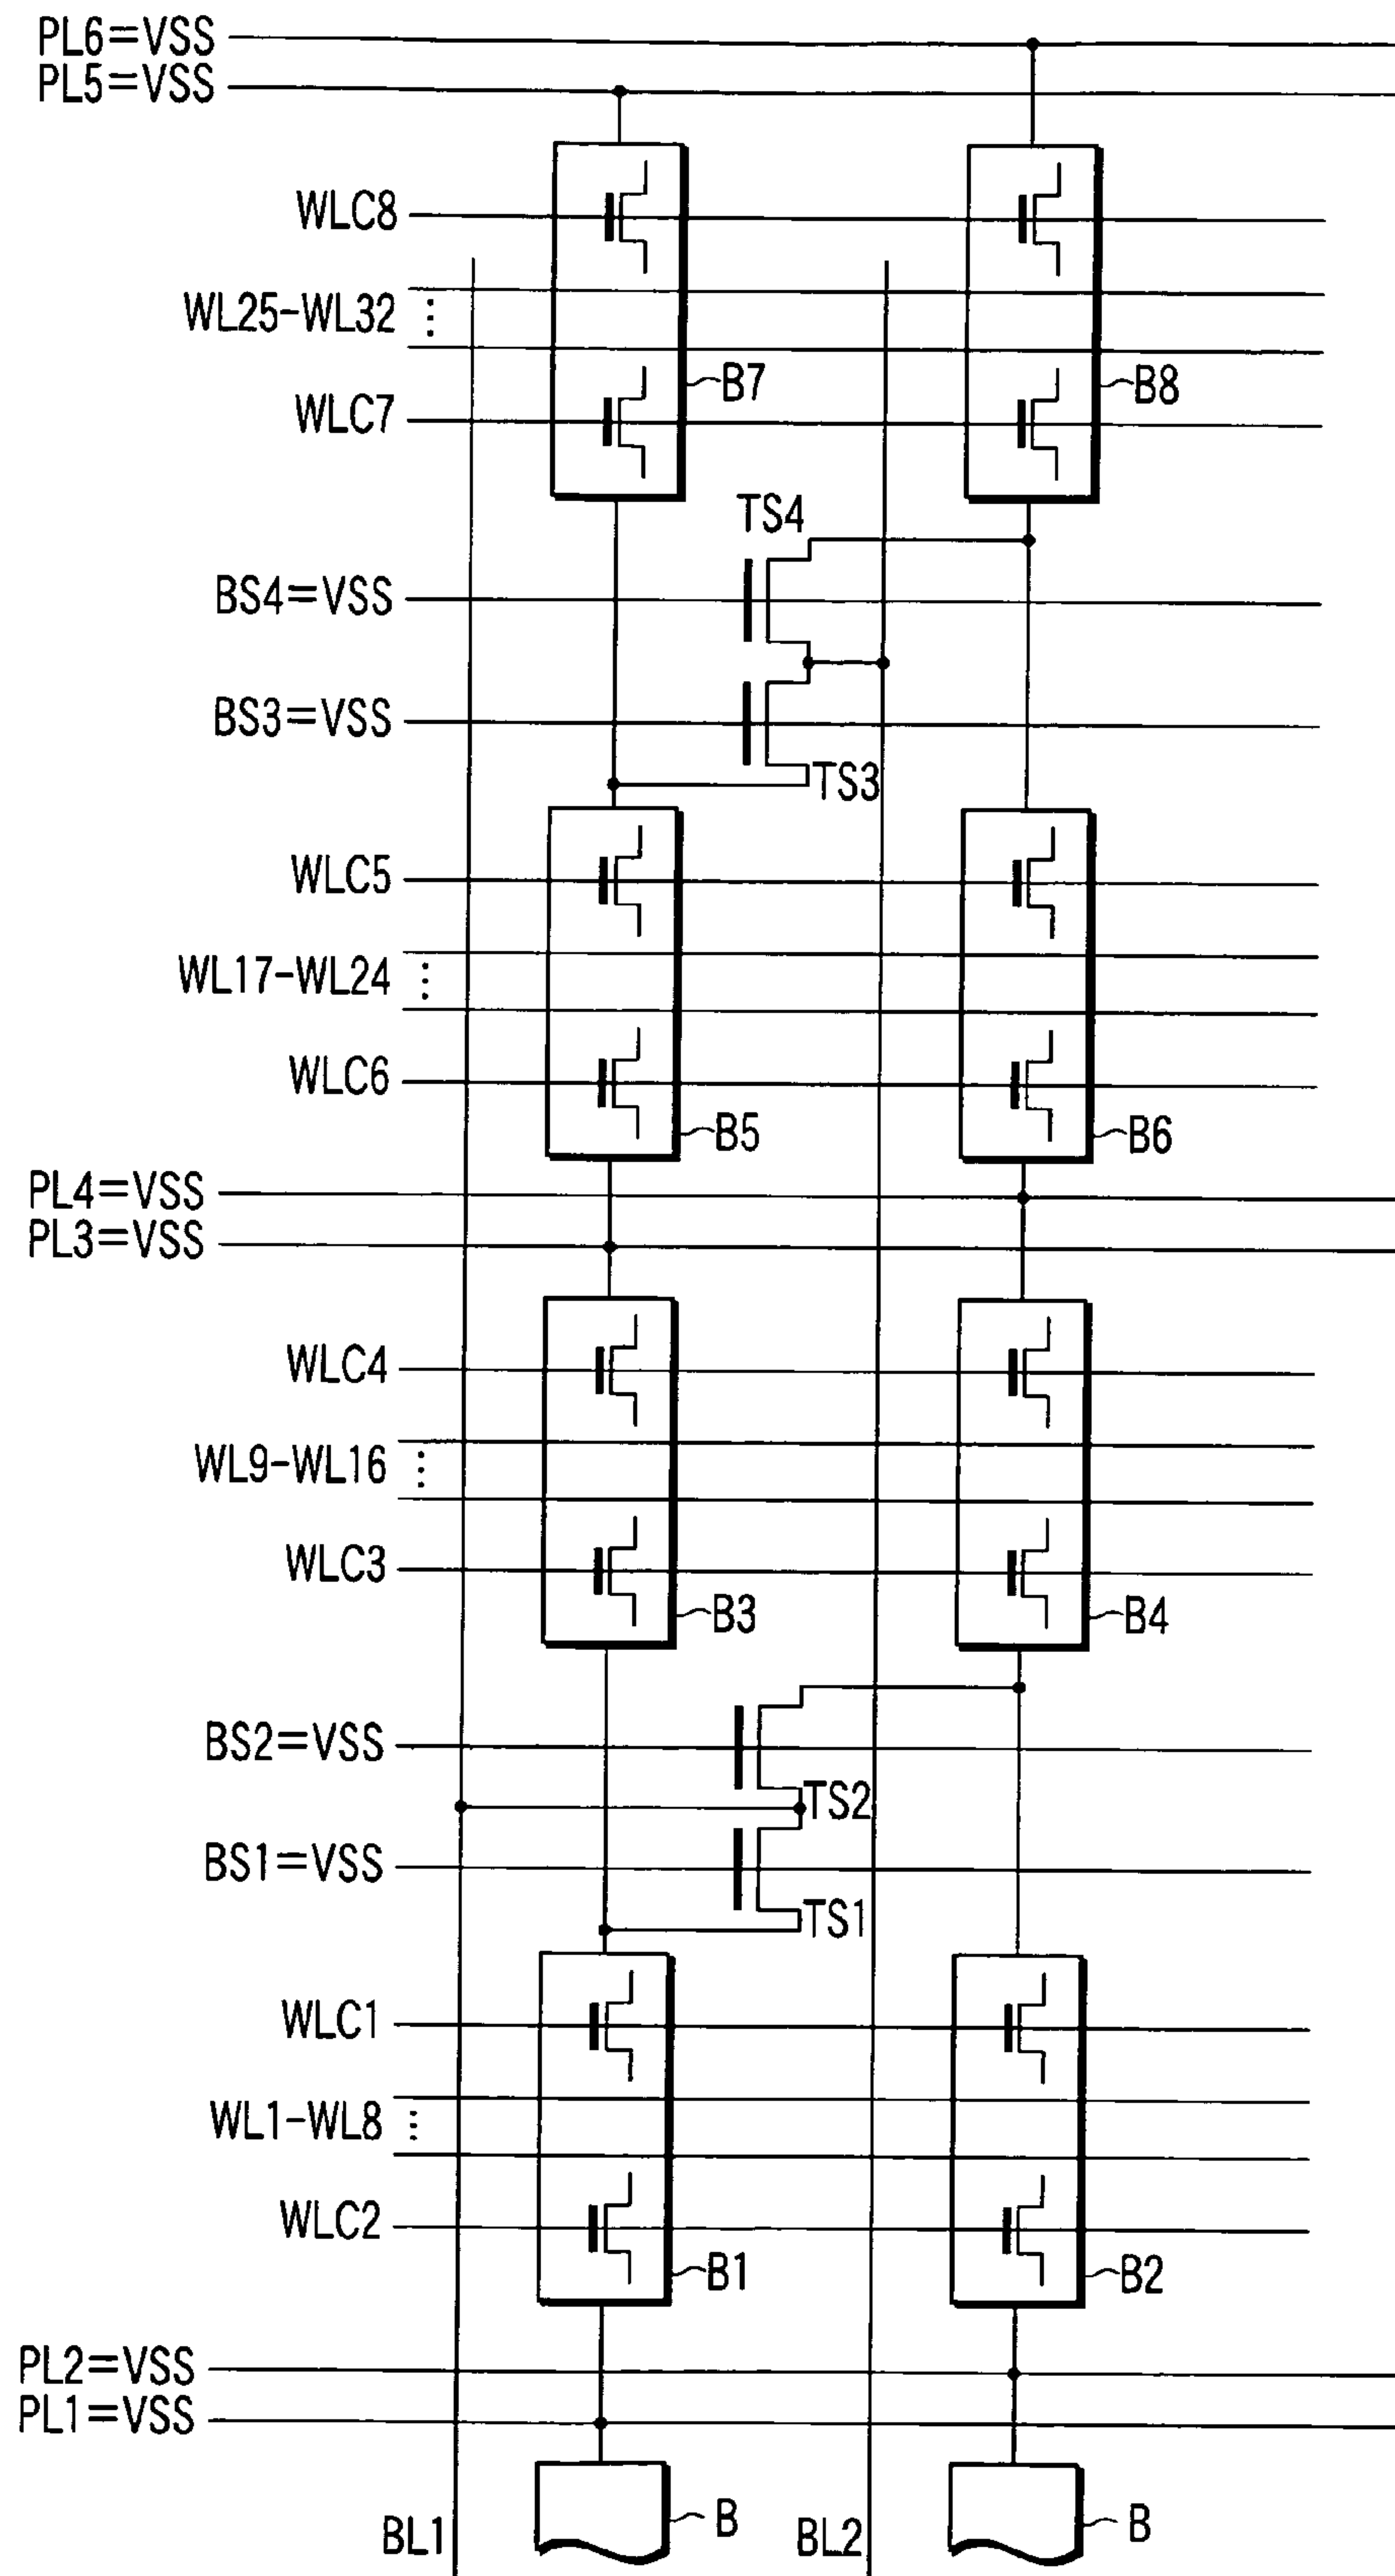 PL6=VSS
PL5=VSS
WLC8
WL25-WL32
B7
B8
WLC7
TS4
BS4=VSS
BS3=VSS
TS3
WLC5
WL17-WL24
WLC6
B5
B6
PL4=VSS
PL3=VSS
WLC4
WL9-WL16
WLC3
B3
B4
BS2=VSS
TS2
BS1=VSS
TS1
WLC1
WL1-WL8
WLC2
B1
B2
PL2=VSS
PL1=VSS
BL1
B
BL2
B